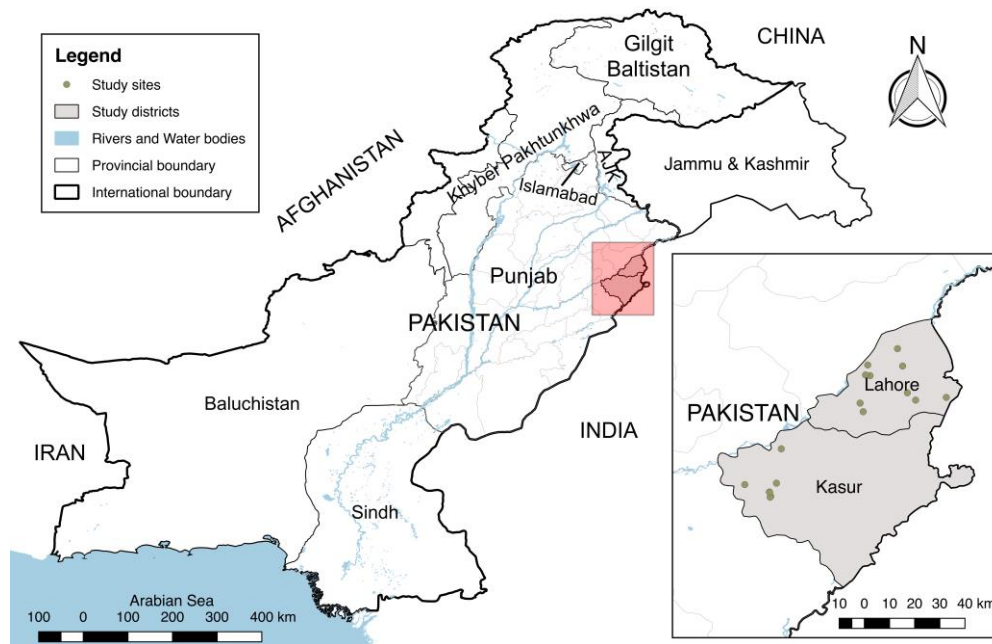 Legend
Study sites
Study districts
Rivers and Water bodies
Provincial boundary
International boundary
CHINA
N
Gilgit
Baltistan
Khyber Pakhtunkhwa
AJK
Jammu & Kashmir
AFGHANISTAN
Islamabad
Punjab
PAKISTAN
Baluchistan
IRAN
INDIA
Sindh
Arabian Sea
100 0 100 200 300 400 km
Lahore
PAKISTAN
Kasur
10 0 10 20 30 40 km